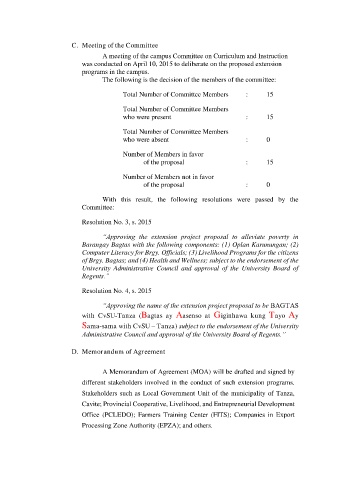 C. Meeting of the Committee
A meeting of the campus Committee on Curriculum and Instruction
was conducted on April 10, 2015 to deliberate on the proposed extension
programs in the campus.
The following is the decision of the members of the committee:
Total Number of Committee Members : 15
Total Number of Committee Members
who were present : 15
Total Number of Committee Members
who were absent : 0
Number of Members in favor
of the proposal : 15
Number of Members not in favor
of the proposal : 0
With this result, the following resolutions were passed by the
Committee:
Resolution No. 3, s. 2015
“Approving the extension project proposal to alleviate poverty in
Barangay Bagtas with the following components: (1) Oplan Karunungan; (2)
Computer Literacy for Brgy. Officials; (3) Livelihood Programs for the citizens
of Brgy. Bagtas; and (4) Health and Wellness; subject to the endorsement of the
University Administrative Council and approval of the University Board of
Regents.”
Resolution No. 4, s. 2015
“Approving the name of the extension project proposal to be BAGTAS
with CvSU-Tanza (Bagtas ay Aasenso at Giginhawa kung Tayo Ay
Sama-sama with CvSU – Tanza) subject to the endorsement of the University
Administrative Council and approval of the University Board of Regents.”
D. Memorandum of Agreement
A Memorandum of Agreement (MOA) will be drafted and signed by
different stakeholders involved in the conduct of such extension programs.
Stakeholders such as Local Government Unit of the municipality of Tanza,
Cavite; Provincial Cooperative, Livelihood, and Entrepreneurial Development
Office (PCLEDO); Farmers Training Center (FITS); Companies in Export
Processing Zone Authority (EPZA); and others.